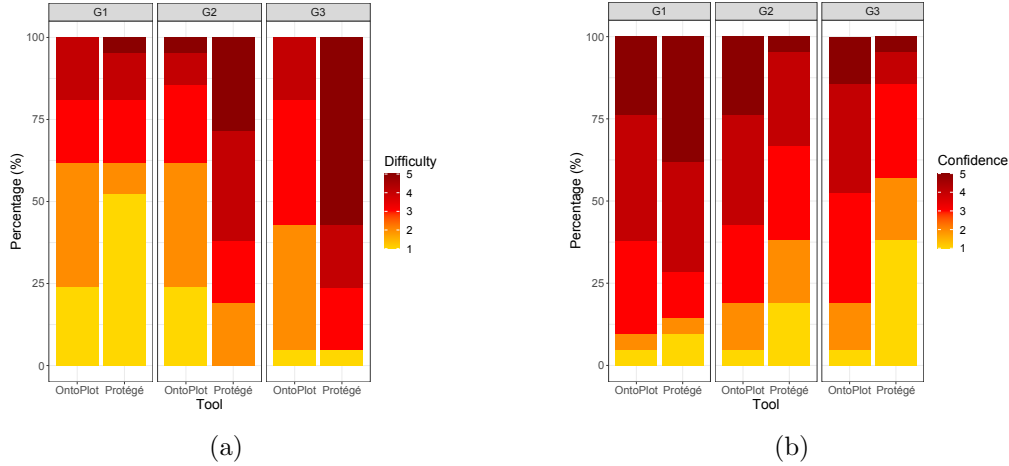 G1 G2 G3
100
75
50
25
0
Percentage (%)
OntoPlot Protégé OntoPlot Protégé OntoPlot Protégé
Tool
Difficulty
5
4
3
2
1
(a)
G1 G2 G3
100
75
50
25
0
Percentage (%)
OntoPlot Protégé OntoPlot Protégé OntoPlot Protégé
Tool
Confidence
5
4
3
2
1
(b)